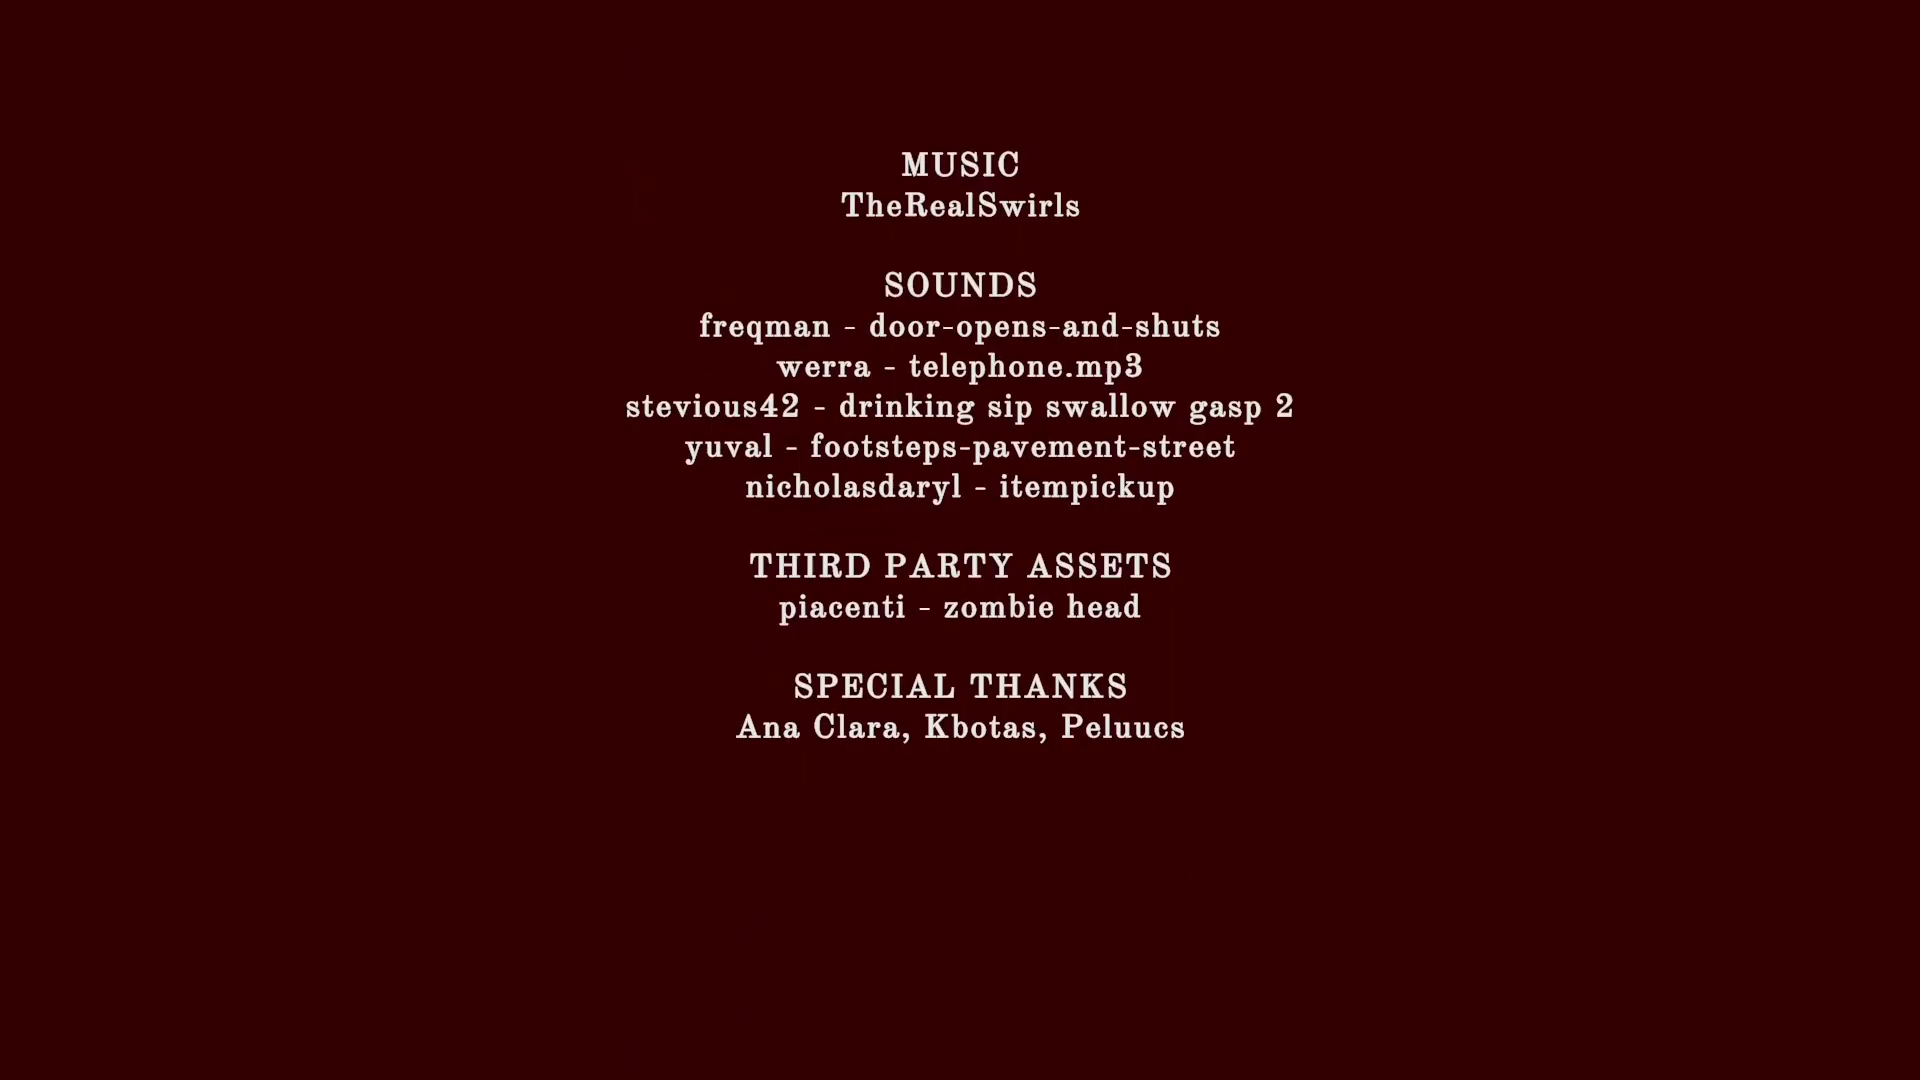 MUSIC
TheRealSwirls
SOUNDS
freqman - door-opens-and-shuts
werra - telephone.mp3
stevious42 - drinking sip swallow gasp 2
yuval - footsteps-pavement-street
nicholasdaryl - itempickup
THIRD PARTY ASSETS
piacenti - zombie head
SPECIAL THANKS
Ana Clara, Kbotas, Peluucs